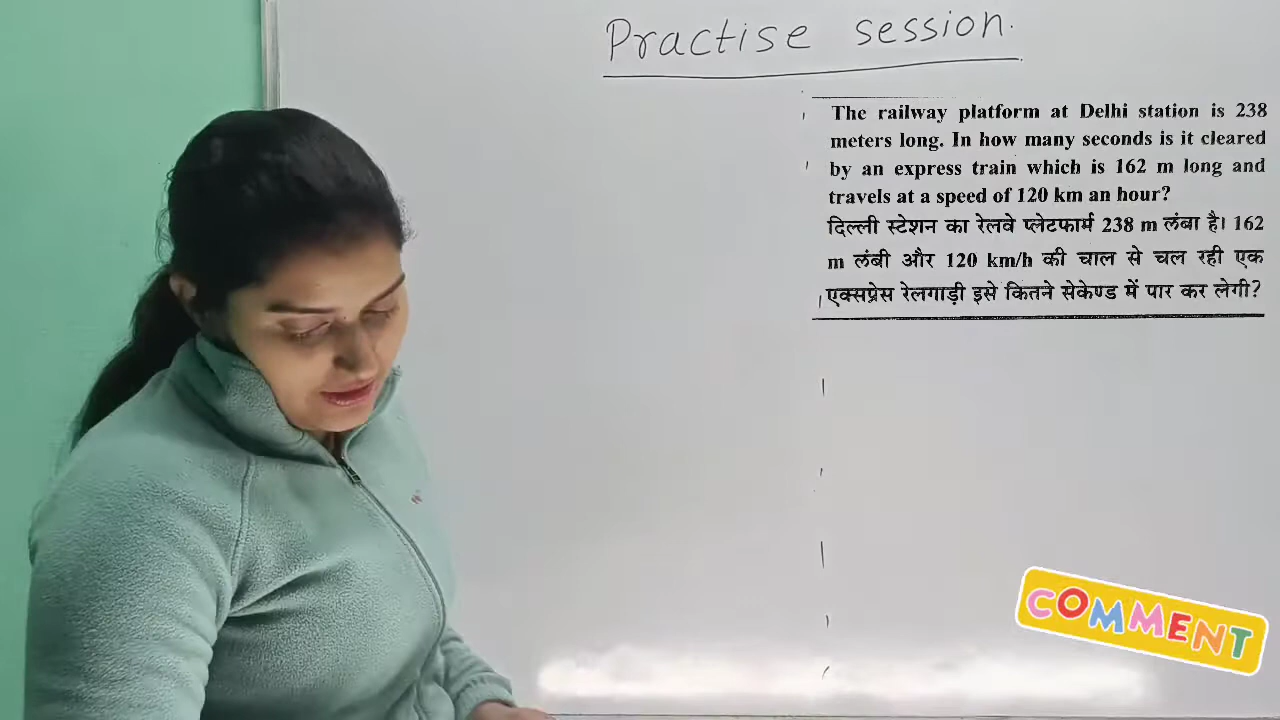 Practise session.
The railway platform at Delhi station is 238
meters long. In how many seconds is it cleared
by an express train which is 162 m long and
travels at a speed of 120 km an hour?
दिल्ली स्टेशन का रेलवे प्लेटफार्म 238 m लंबा है। 162
m लंबी और 120 km/h की चाल से चल रही एक
एक्सप्रेस रेलगाड़ी इसे कितने सेकेण्ड में पार कर लेगी?
COMMENT